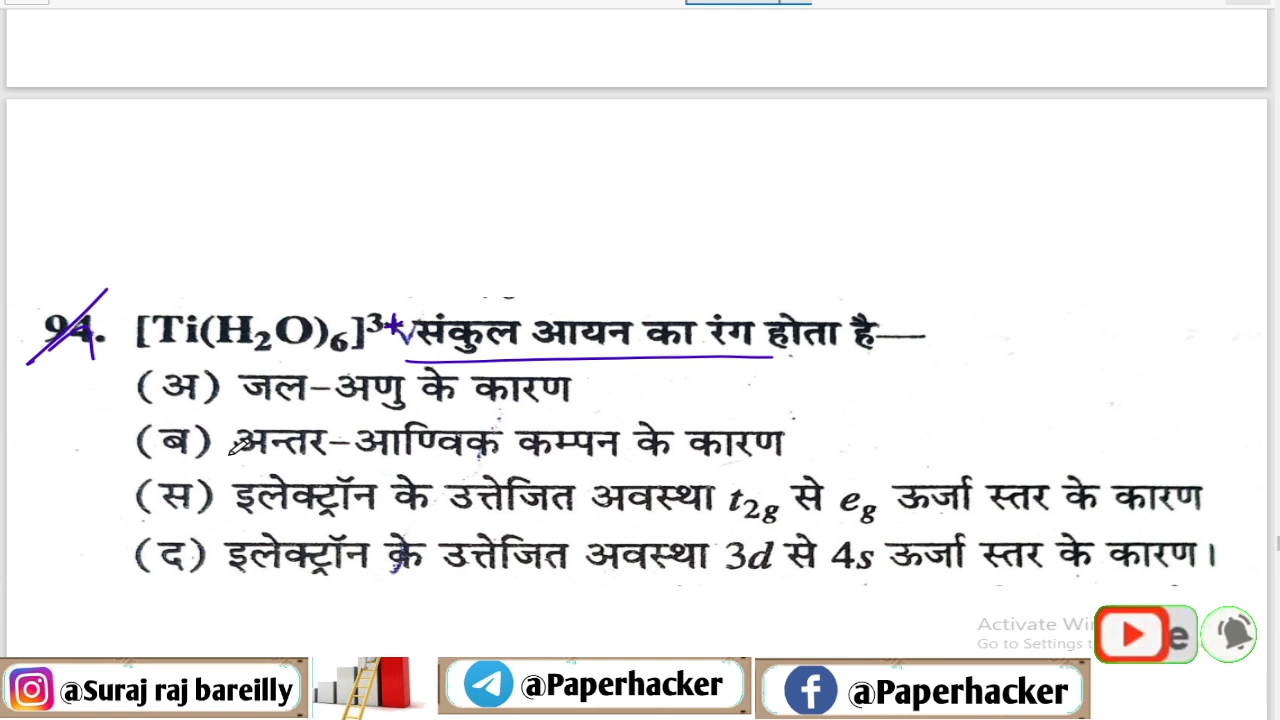 94. [Ti(H₂O)₆]³⁺ संकुल आयन का रंग होता है—
(अ) जल-अणु के कारण
(ब) अन्तर-आण्विक कम्पन के कारण
(स) इलेक्ट्रॉन के उत्तेजित अवस्था t₂g से eg ऊर्जा स्तर के कारण
(द) इलेक्ट्रॉन के उत्तेजित अवस्था 3d से 4s ऊर्जा स्तर के कारण।
Activate
Go to Settings
@Suraj raj bareilly
@Paperhacker
@Paperhacker